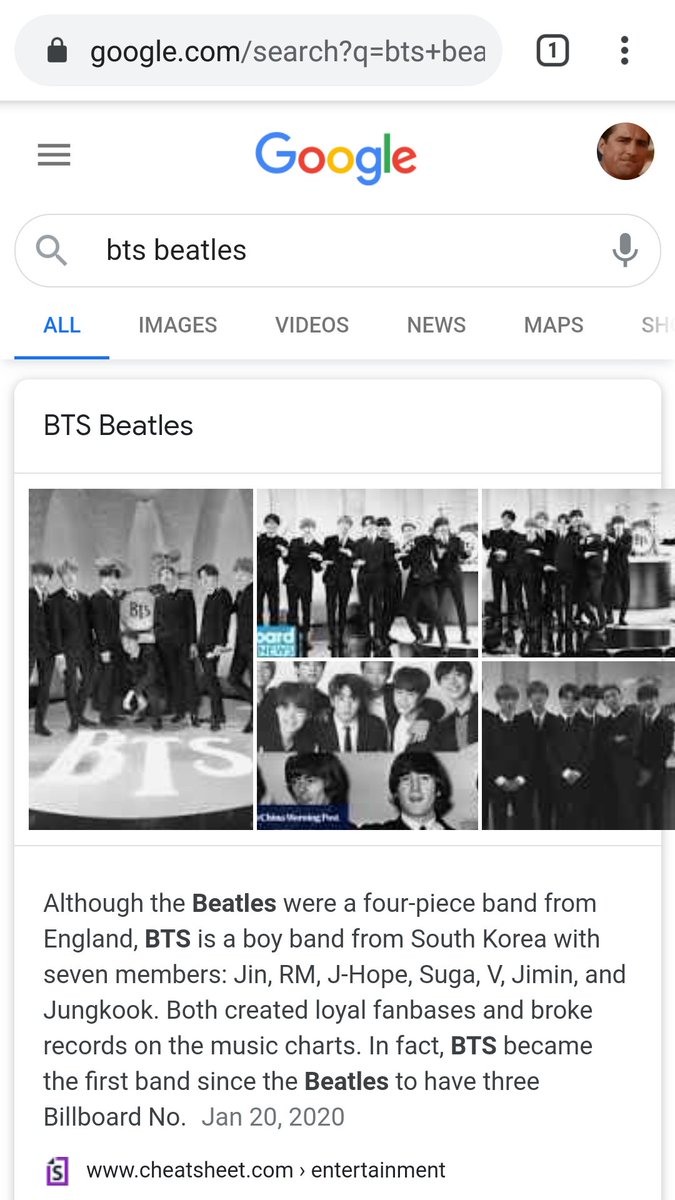 google.com/search?q=bts+bea
1
Google
bts beatles
ALL IMAGES VIDEOS NEWS MAPS SH
BTS Beatles
BTS
BTS
board
NEWS
China Morning Post
Although the Beatles were a four-piece band from
England, BTS is a boy band from South Korea with
seven members: Jin, RM, J-Hope, Suga, V, Jimin, and
Jungkook. Both created loyal fanbases and broke
records on the music charts. In fact, BTS became
the first band since the Beatles to have three
Billboard No. Jan 20, 2020
S
www.cheatsheet.com › entertainment